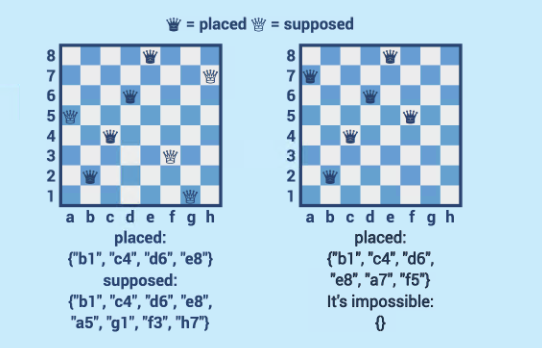 ♛ = placed ♕ = supposed
8
7
6
5
4
3
2
1
a b c d e f g h
placed:
{"b1", "c4", "d6", "e8"}
supposed:
{"b1", "c4", "d6", "e8",
"a5", "g1", "f3", "h7"}
8
7
6
5
4
3
2
1
a b c d e f g h
placed:
{"b1", "c4", "d6",
"e8", "a7", "f5"}
It's impossible:
{}